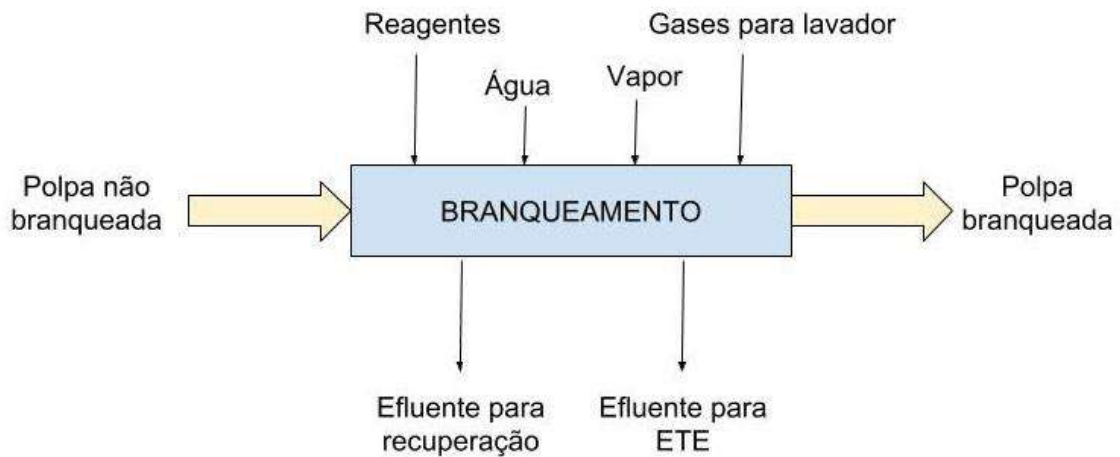 Reagentes
Gases para lavador
Água
Vapor
Polpa não
branqueada
BRANQUEAMENTO
Polpa
branqueada
Efluente para
recuperação
Efluente para
ETE